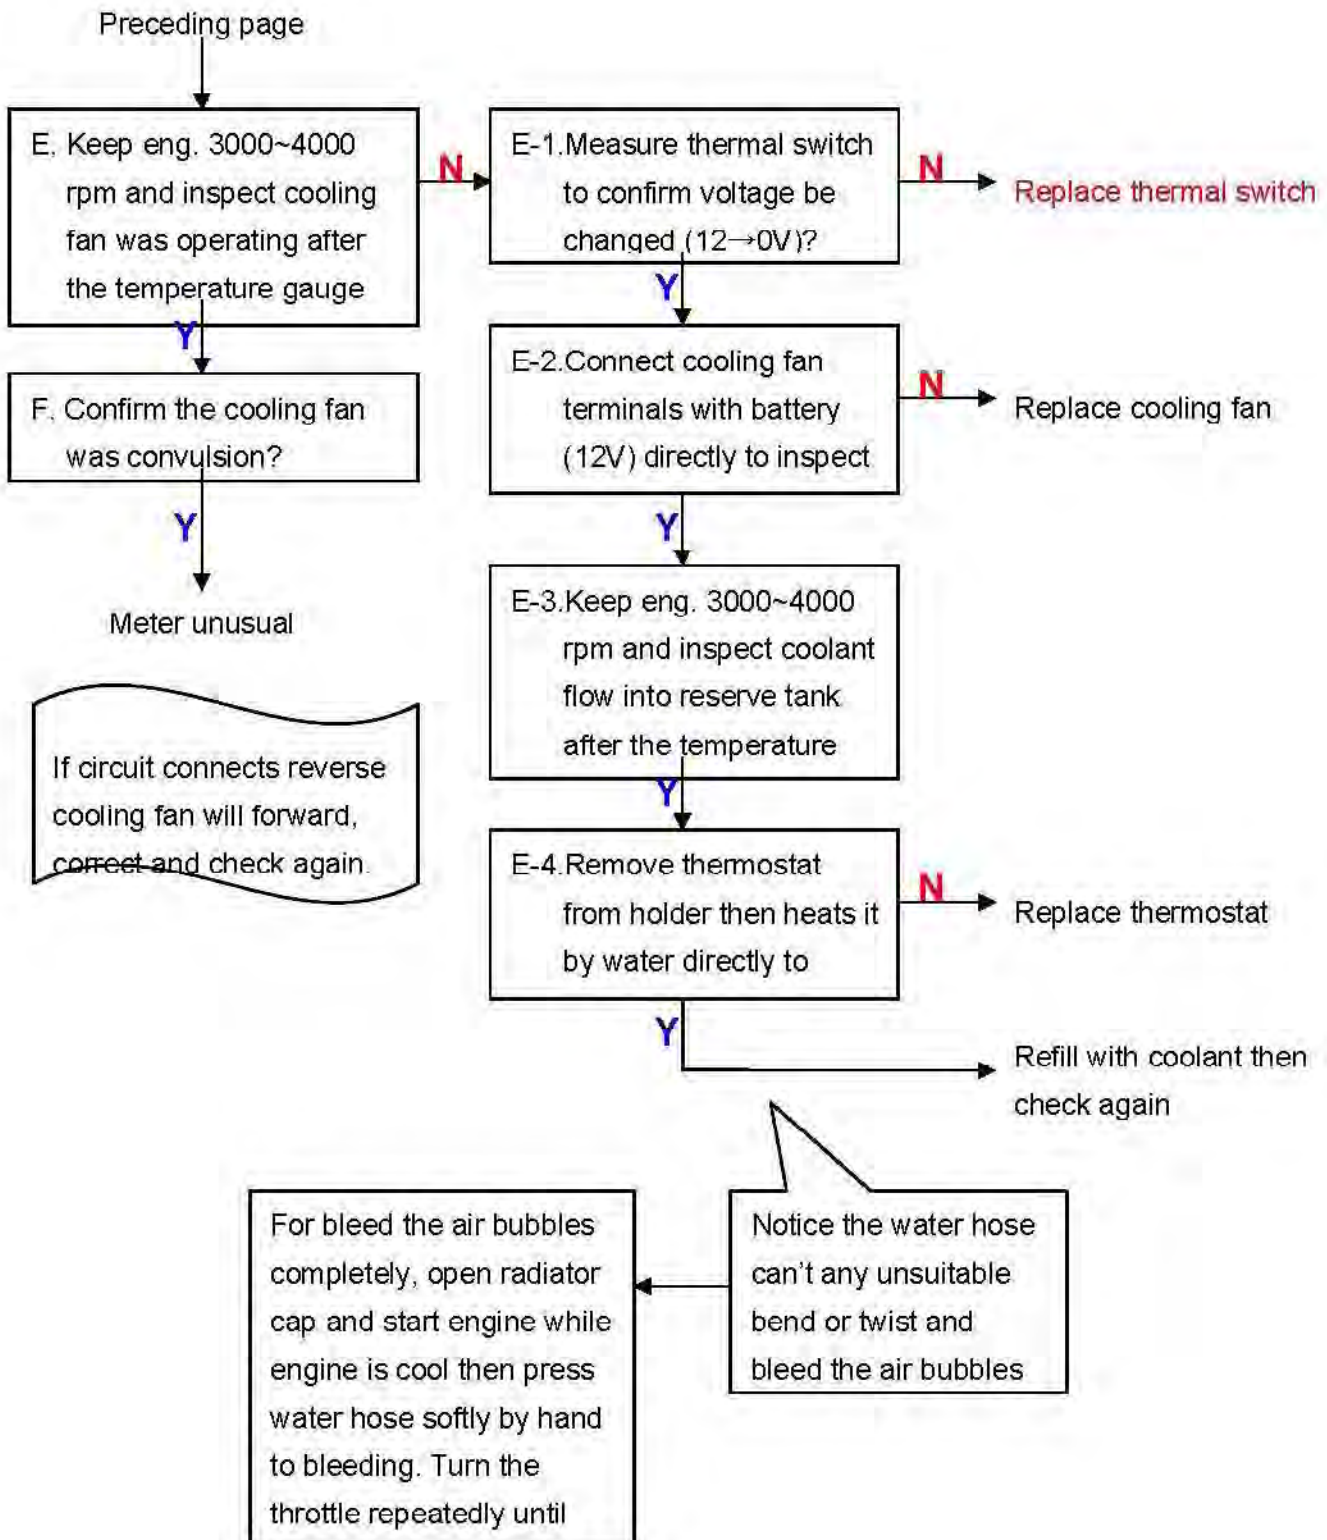 Preceding page
E. Keep eng. 3000~4000
rpm and inspect cooling
fan was operating after
the temperature gauge
N
E-1.Measure thermal switch
to confirm voltage be
changed (12→0V)?
N
Replace thermal switch
Y
Y
E-2.Connect cooling fan
terminals with battery
(12V) directly to inspect
N
Replace cooling fan
F. Confirm the cooling fan
was convulsion?
Y
Y
Meter unusual
E-3.Keep eng. 3000~4000
rpm and inspect coolant
flow into reserve tank
after the temperature
If circuit connects reverse
cooling fan will forward,
correct and check again.
Y
E-4.Remove thermostat
from holder then heats it
by water directly to
N
Replace thermostat
Y
Refill with coolant then
check again
For bleed the air bubbles
completely, open radiator
cap and start engine while
engine is cool then press
water hose softly by hand
to bleeding. Turn the
throttle repeatedly until
Notice the water hose
can't any unsuitable
bend or twist and
bleed the air bubbles